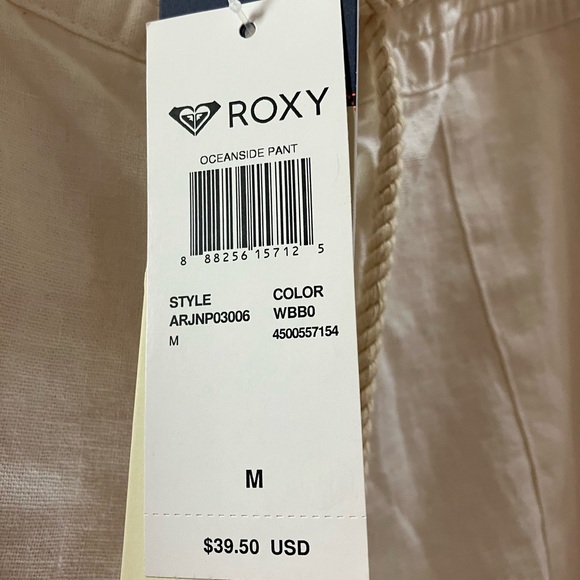 ROXY
OCEANSIDE PANT
8 88256 15712 5
STYLE COLOR
ARJNP03006 WBB0
M 4500557154
M
$39.50 USD